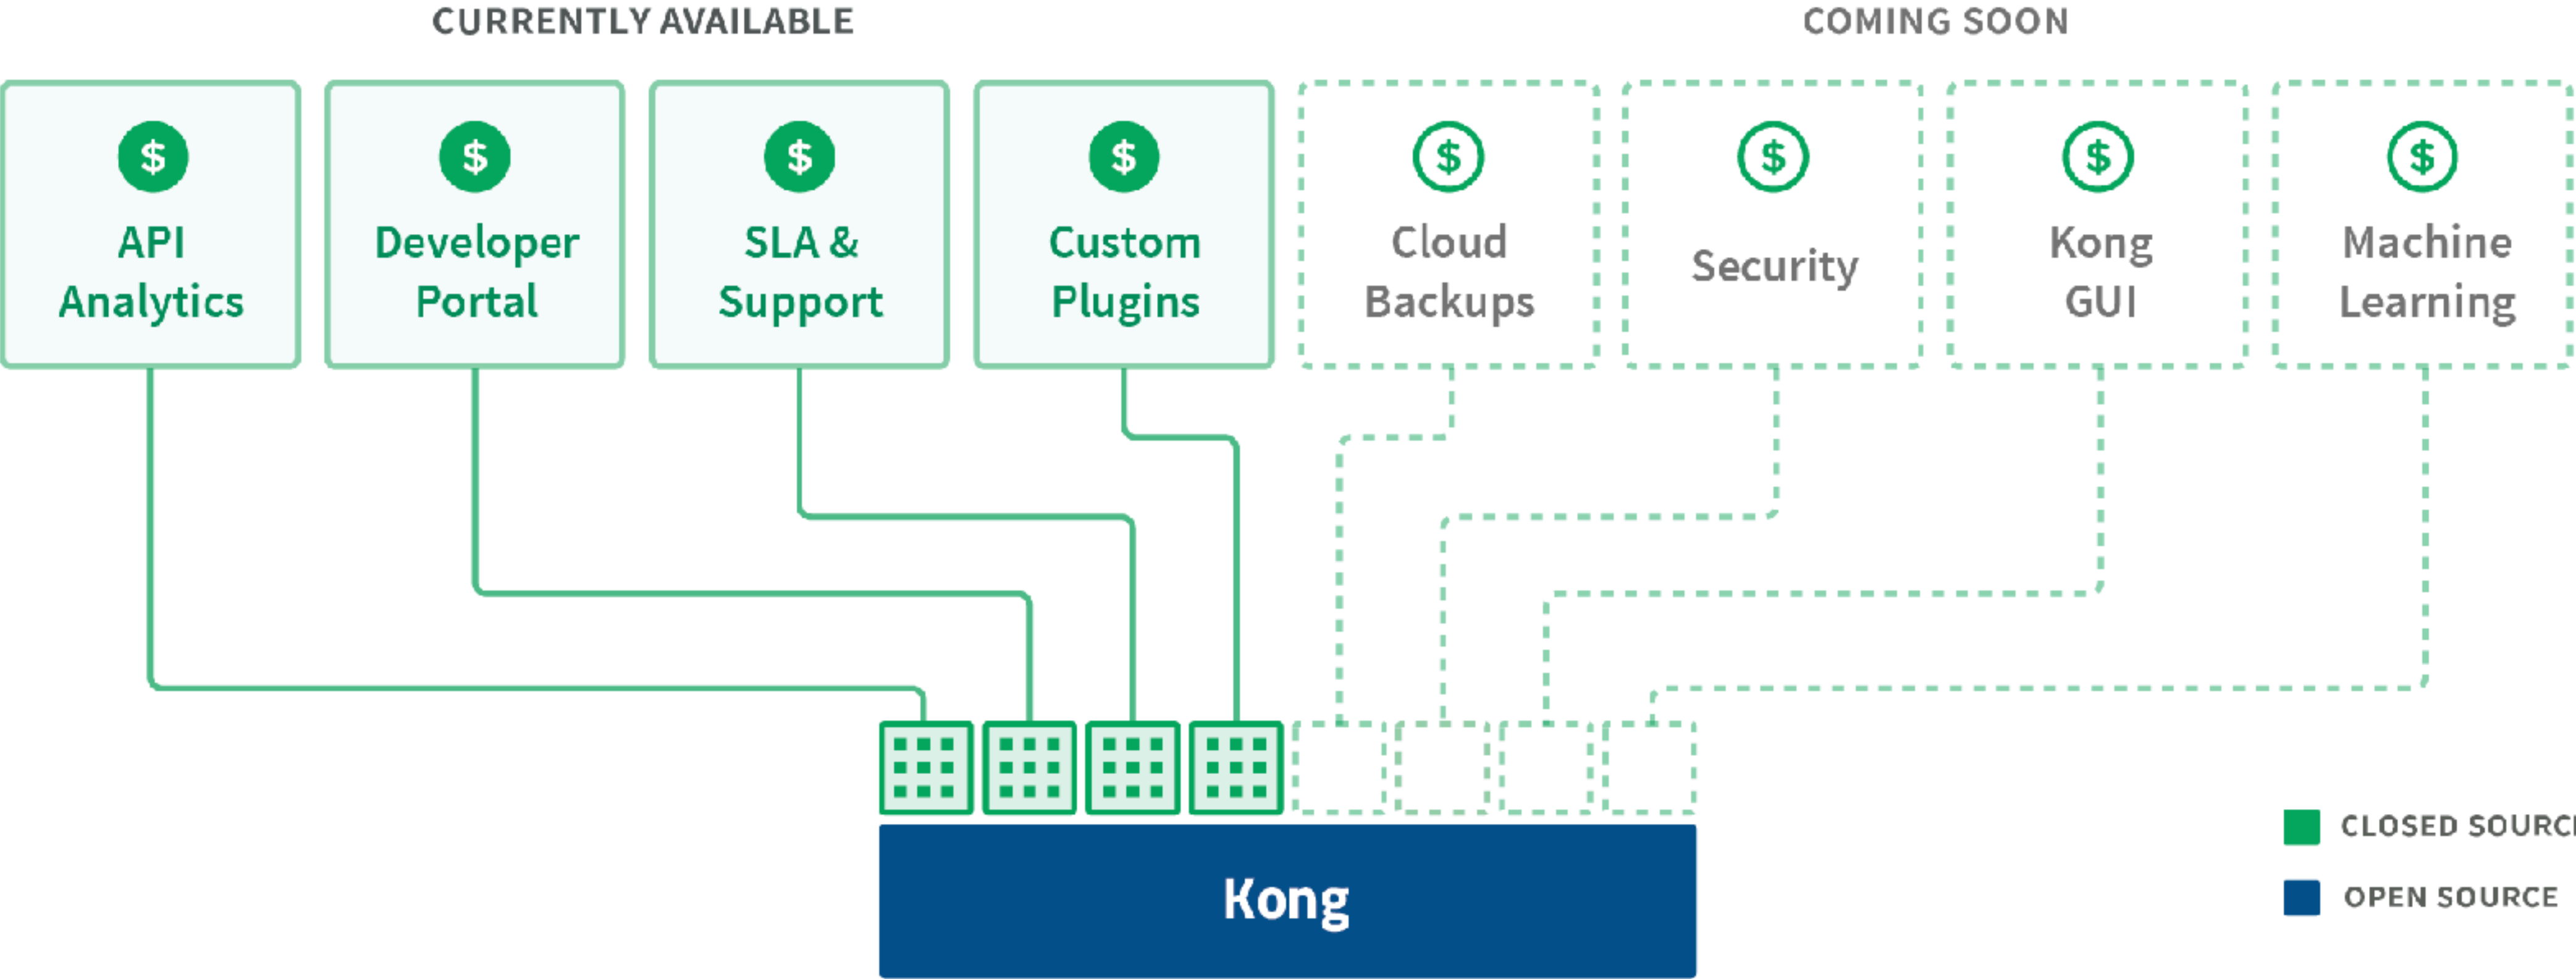 CURRENTLY AVAILABLE
COMING SOON
$
API
Analytics
$
Developer
Portal
$
SLA &
Support
$
Custom
Plugins
$
Cloud
Backups
$
Security
$
Kong
GUI
$
Machine
Learning
Kong
CLOSED SOURCE
OPEN SOURCE